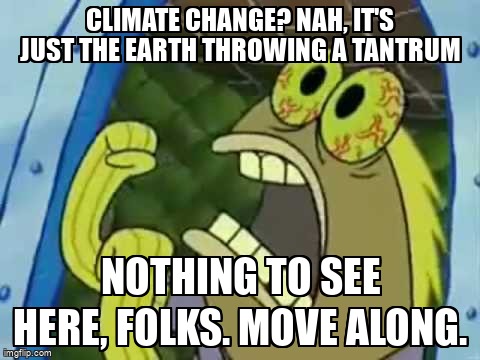 CLIMATE CHANGE? NAH, IT'S
JUST THE EARTH THROWING A TANTRUM
NOTHING TO SEE
HERE, FOLKS. MOVE ALONG.
imgflip.com